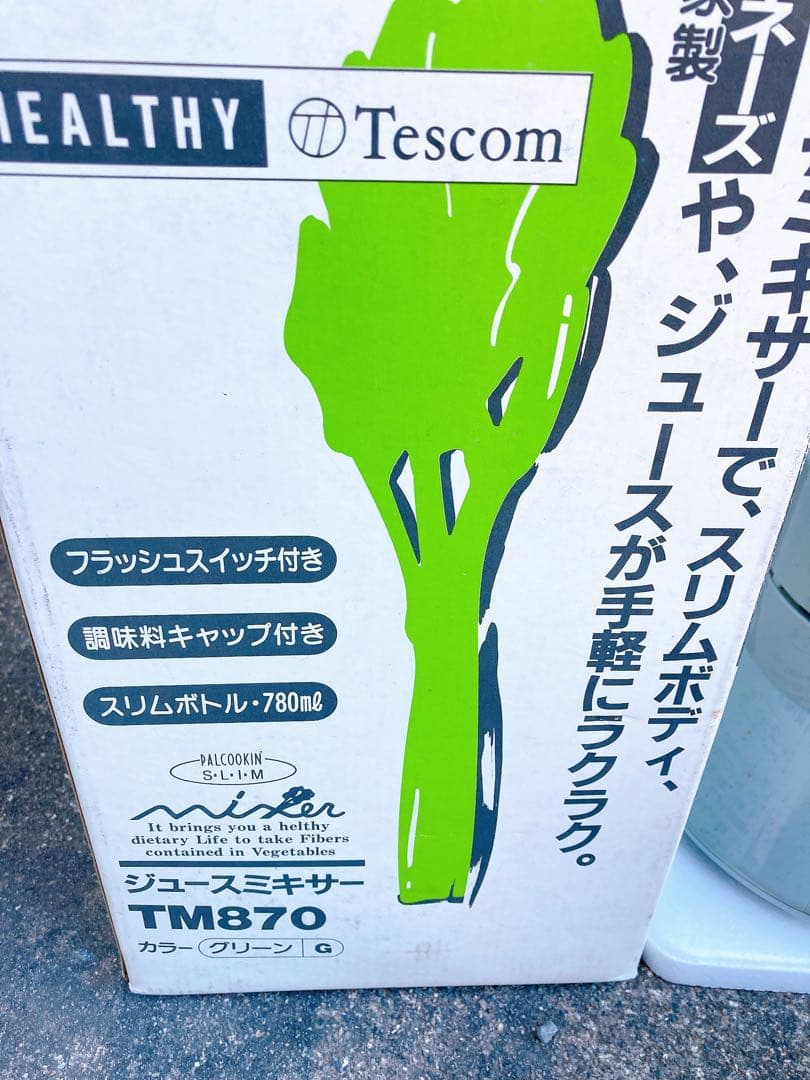 HEALTHY Tescom
家製
ネーズや、ジュースが手軽にラクラク。
ミキサーで、スリムボディ、
フラッシュスイッチ付き
調味料キャップ付き
スリムボトル・780㎖
PALCOOKIN'
S・L・I・M
mixer
It brings you a helthy
dietary Life to take Fibers
contained in Vegetables
ジュースミキサー
TM870
カラー グリーン G